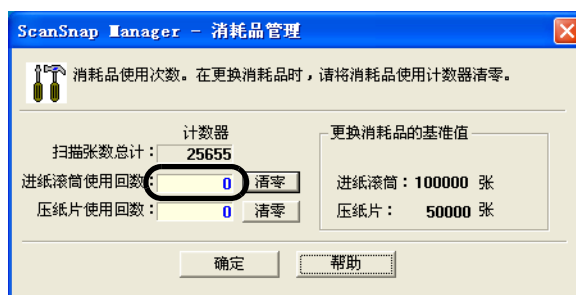 ScanSnap Manager - 消耗品管理
消耗品使用次数。在更换消耗品时，请将消耗品使用计数器清零。
计数器
更换消耗品的基准值
扫描张数总计： 25655
进纸滚筒使用回数： 0 清零
进纸滚筒：100000 张
压纸片使用回数： 0 清零
压纸片： 50000 张
确定 帮助